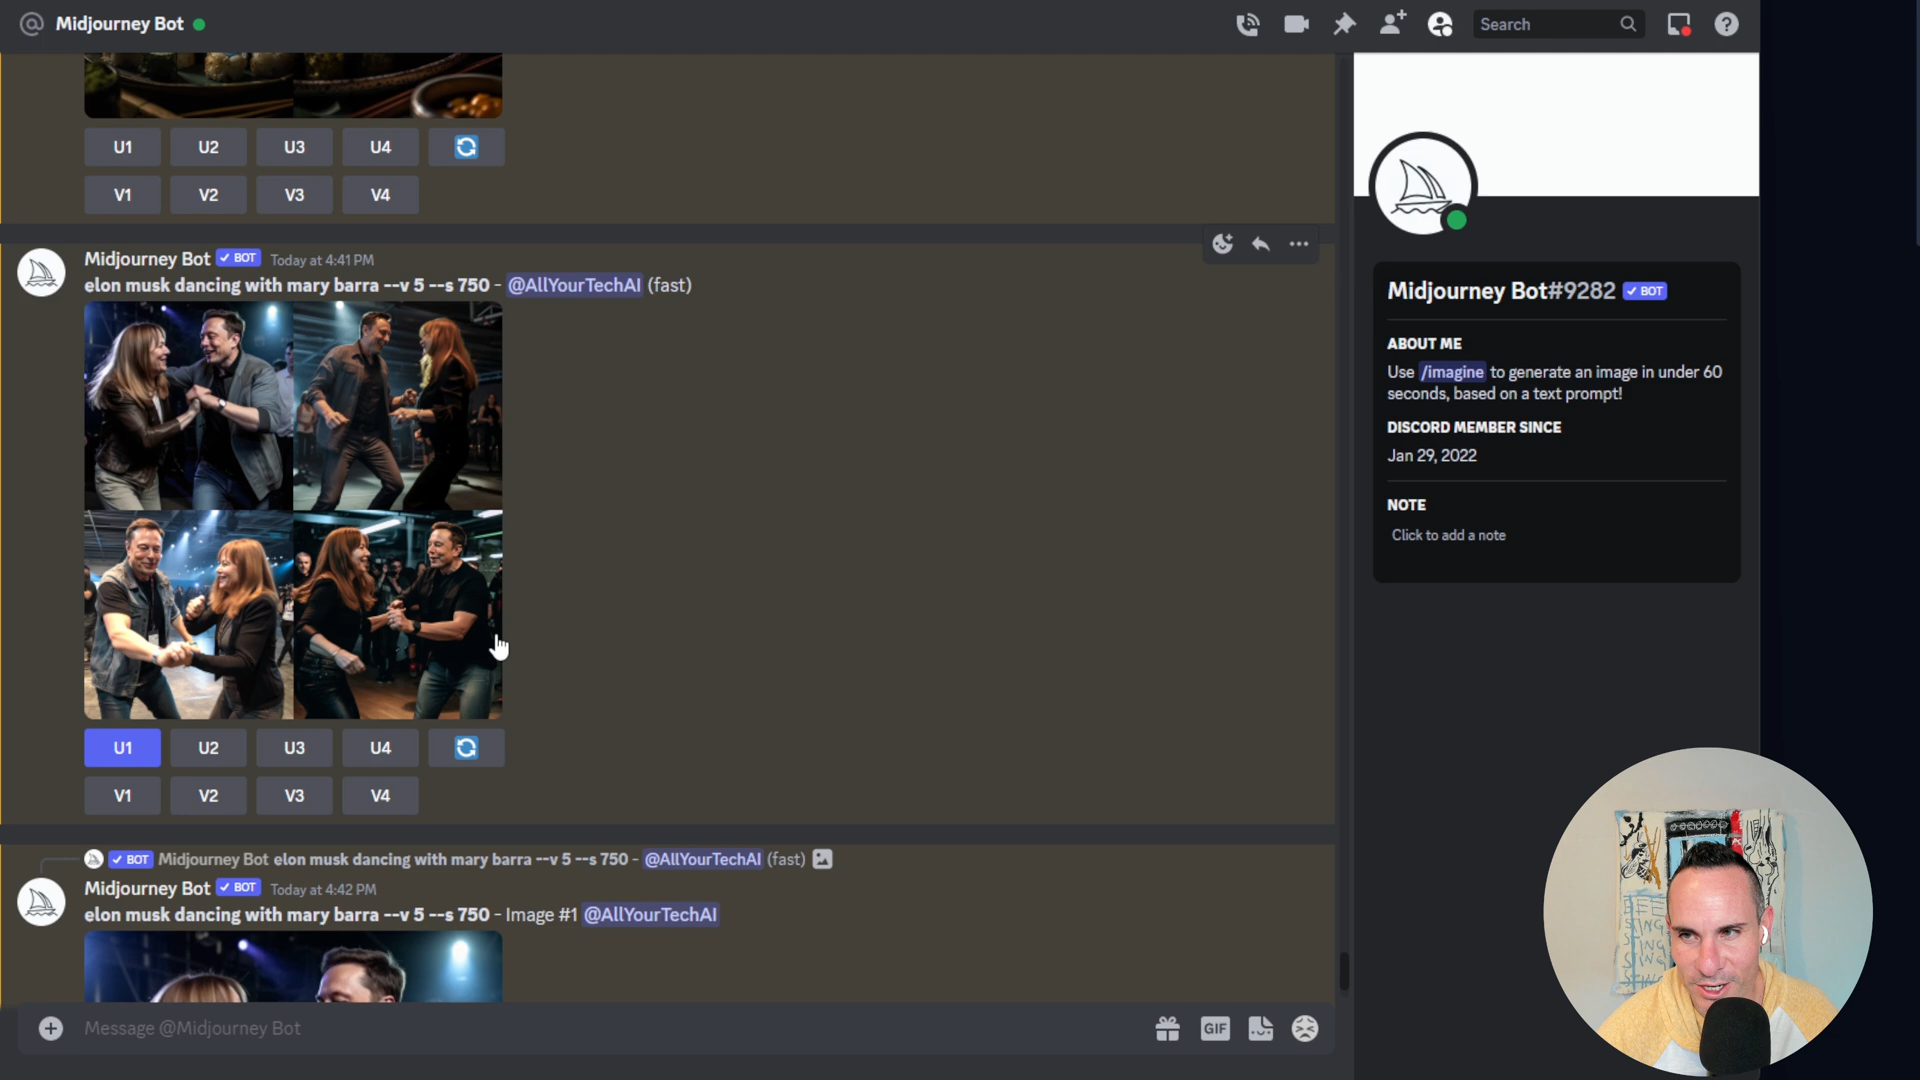 Midjourney Bot
Search
U1 U2 U3 U4
V1 V2 V3 V4
Midjourney Bot BOT Today at 4:41 PM
elon musk dancing with mary barra --v 5 --s 750 - @AllYourTechAI (fast)
U1 U2 U3 U4
V1 V2 V3 V4
BOT Midjourney Bot elon musk dancing with mary barra --v 5 --s 750 - @AllYourTechAI (fast)
Midjourney Bot BOT Today at 4:42 PM
elon musk dancing with mary barra --v 5 --s 750 - Image #1 @AllYourTechAI
Message @Midjourney Bot
GIF
Midjourney Bot#9282 BOT
ABOUT ME
Use /imagine to generate an image in under 60
seconds, based on a text prompt!
DISCORD MEMBER SINCE
Jan 29, 2022
NOTE
Click to add a note